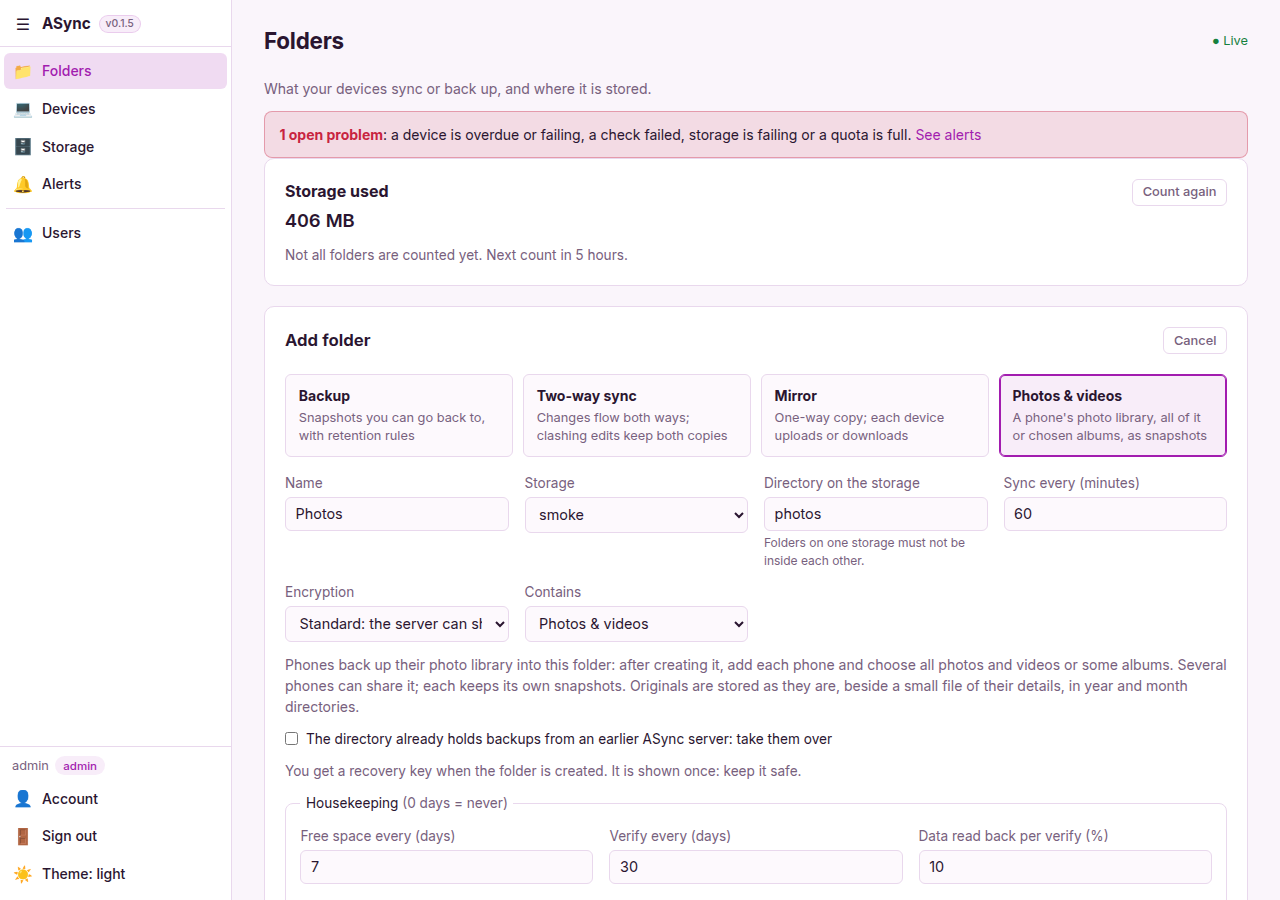 ☰ ASync v0.1.5
Folders
Devices
Storage
Alerts
Users
admin admin
Account
Sign out
Theme: light
Folders
● Live
What your devices sync or back up, and where it is stored.
1 open problem: a device is overdue or failing, a check failed, storage is failing or a quota is full. See alerts
Storage used
Count again
406 MB
Not all folders are counted yet. Next count in 5 hours.
Add folder
Cancel
Backup
Snapshots you can go back to,
with retention rules
Two-way sync
Changes flow both ways;
clashing edits keep both copies
Mirror
One-way copy; each device
uploads or downloads
Photos & videos
A phone's photo library, all of it
or chosen albums, as snapshots
Name
Photos
Storage
smoke
Directory on the storage
photos
Folders on one storage must not be
inside each other.
Sync every (minutes)
60
Encryption
Standard: the server can sh
Contains
Photos & videos
Phones back up their photo library into this folder: after creating it, add each phone and choose all photos and videos or some albums. Several
phones can share it; each keeps its own snapshots. Originals are stored as they are, beside a small file of their details, in year and month
directories.
The directory already holds backups from an earlier ASync server: take them over
You get a recovery key when the folder is created. It is shown once: keep it safe.
Housekeeping (0 days = never)
Free space every (days)
7
Verify every (days)
30
Data read back per verify (%)
10